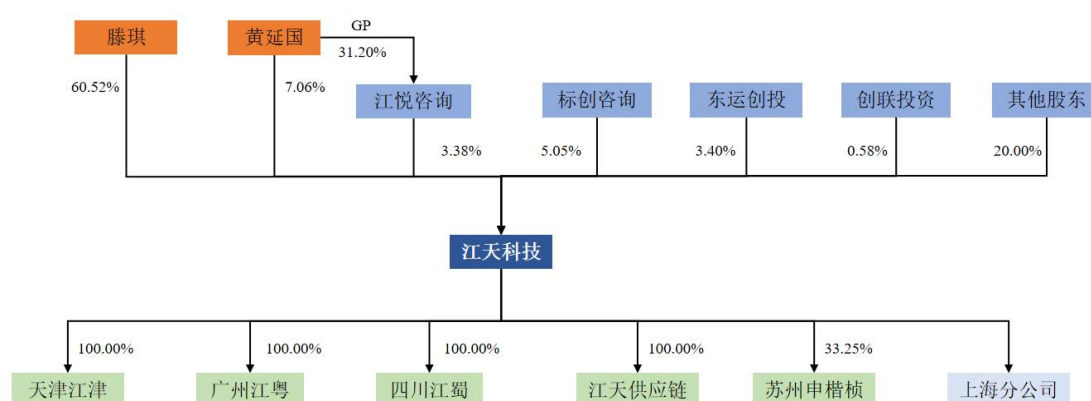 GP
滕琪
黄延国
31.20%
60.52%
7.06%
江悦咨询
标创咨询
东运创投
创联投资
其他股东
3.38%
5.05%
3.40%
0.58%
20.00%
江天科技
100.00%
100.00%
100.00%
100.00%
33.25%
天津江津
广州江粤
四川江蜀
江天供应链
苏州申楷桢
上海分公司